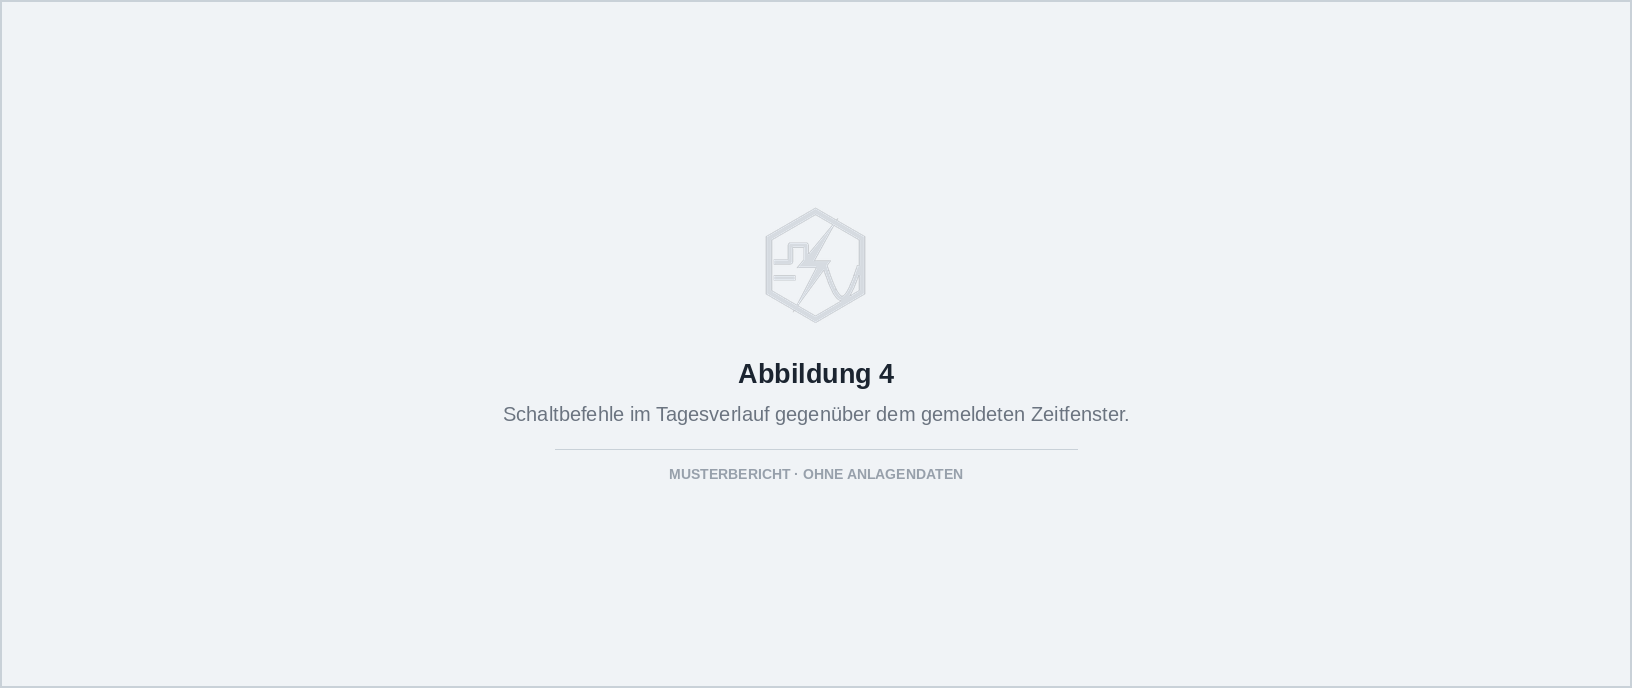 Abbildung 4
Schaltbefehle im Tagesverlauf gegenüber dem gemeldeten Zeitfenster.
MUSTERBERICHT · OHNE ANLAGENDATEN